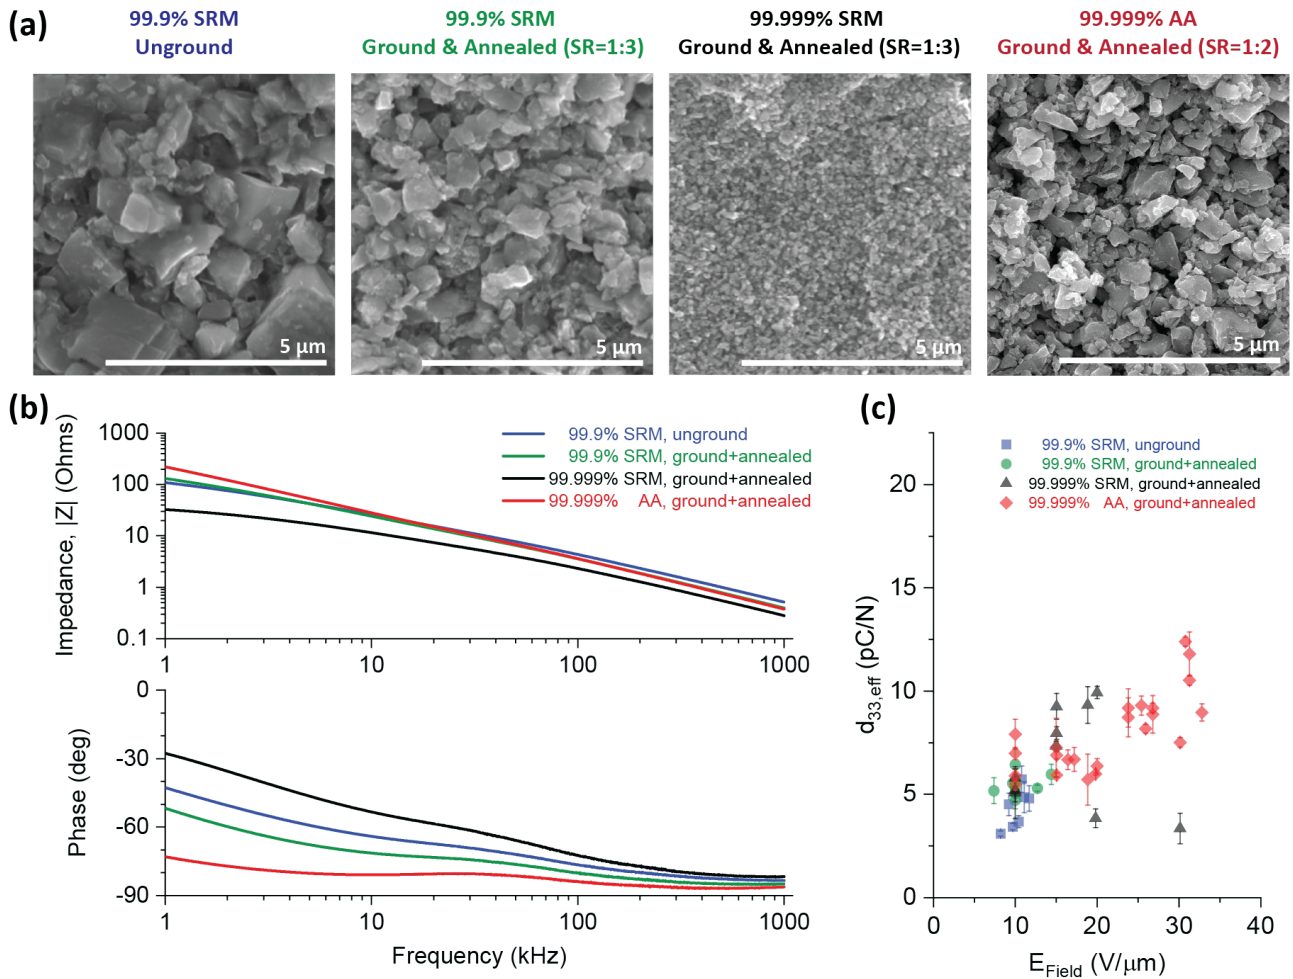 (a)
99.9% SRM
Unground
99.9% SRM
Ground & Annealed (SR=1:3)
99.999% SRM
Ground & Annealed (SR=1:3)
99.999% AA
Ground & Annealed (SR=1:2)
5 µm
5 µm
5 µm
5 µm
(b)
Impedance, |Z| (Ohms)
1000
100
10
1
0.1
1
10
100
1000
99.9% SRM, unground
99.9% SRM, ground+annealed
99.999% SRM, ground+annealed
99.999% AA, ground+annealed
Phase (deg)
0
-30
-60
-90
1
10
100
1000
Frequency (kHz)
(c)
99.9% SRM, unground
99.9% SRM, ground+annealed
99.999% SRM, ground+annealed
99.999% AA, ground+annealed
d33,eff (pC/N)
20
15
10
5
0
0
10
20
30
40
EField (V/µm)